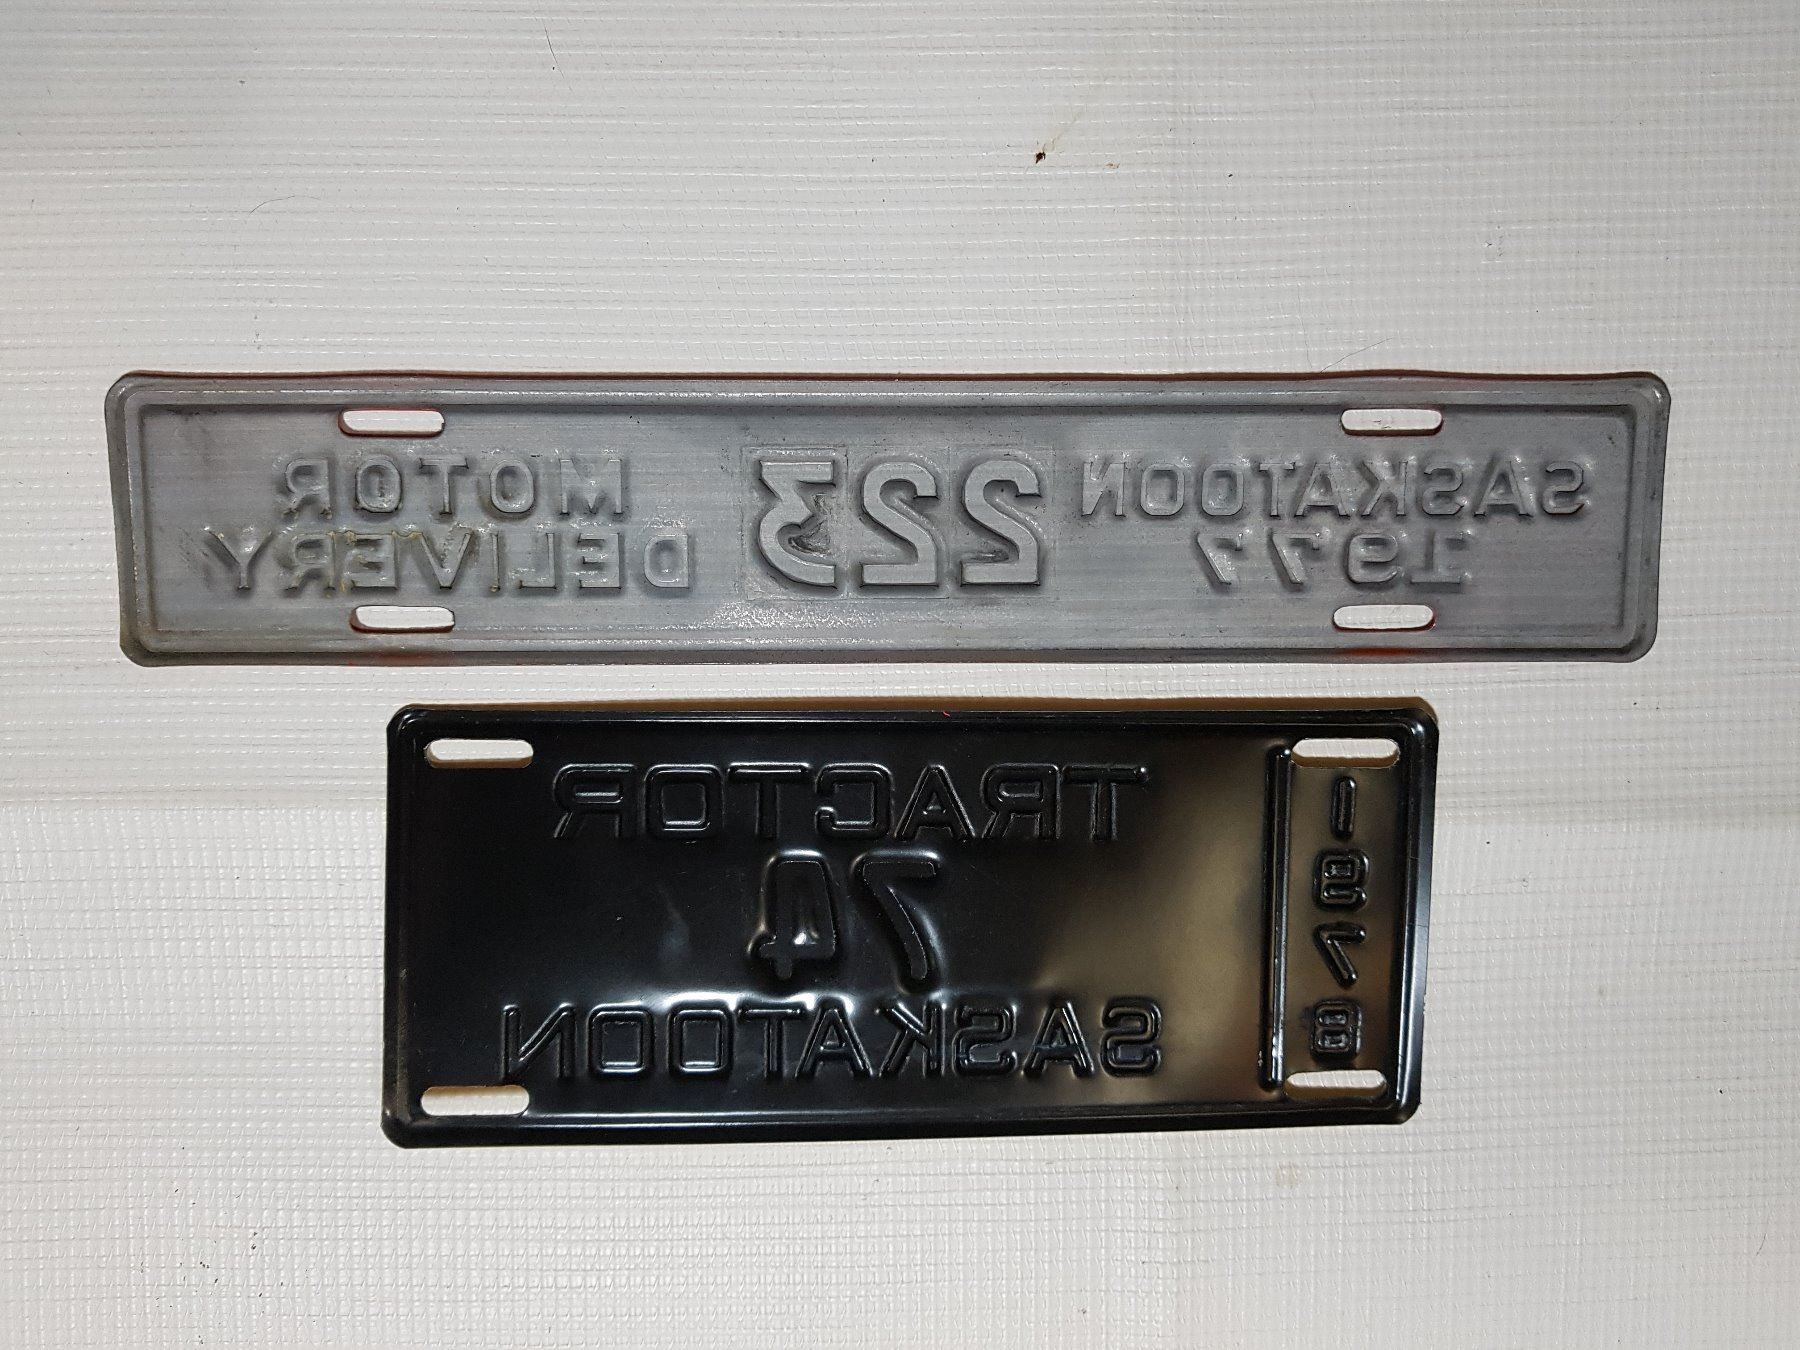 SASKATOON
1977
223
MOTOR
DELIVERY
1978
TRACTOR
74
SASKATOON